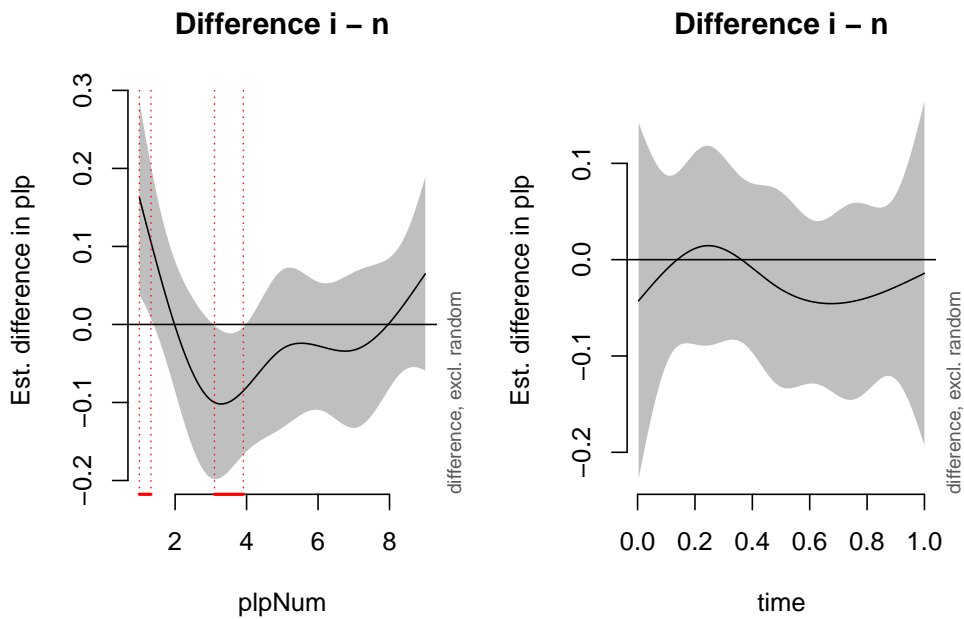 Difference i − n
Est. difference in plp
0.3
0.2
0.1
0.0
−0.1
−0.2
2 4 6 8
plpNum
difference, excl. random
Difference i − n
Est. difference in plp
0.1
0.0
−0.1
−0.2
0.0 0.2 0.4 0.6 0.8 1.0
time
difference, excl. random